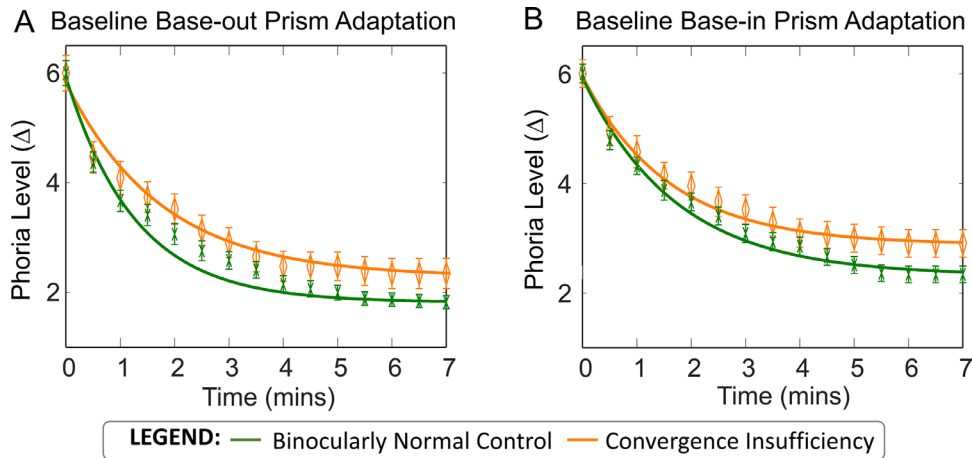 A Baseline Base-out Prism Adaptation
Phoria Level (Δ)
6
4
2
0 1 2 3 4 5 6 7
Time (mins)
B Baseline Base-in Prism Adaptation
Phoria Level (Δ)
6
4
2
0 1 2 3 4 5 6 7
Time (mins)
LEGEND: Binocularly Normal Control Convergence Insufficiency